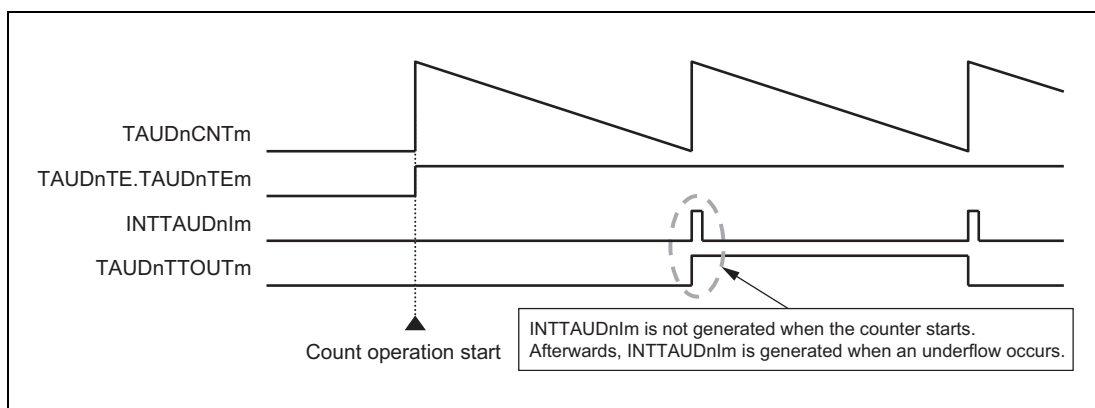 TAUDnCNTm
TAUDnTE.TAUDnTEm
INTTAUDnIm
TAUDnTTOUTm
Count operation start
INTTAUDnIm is not generated when the counter starts.
Afterwards, INTTAUDnIm is generated when an underflow occurs.